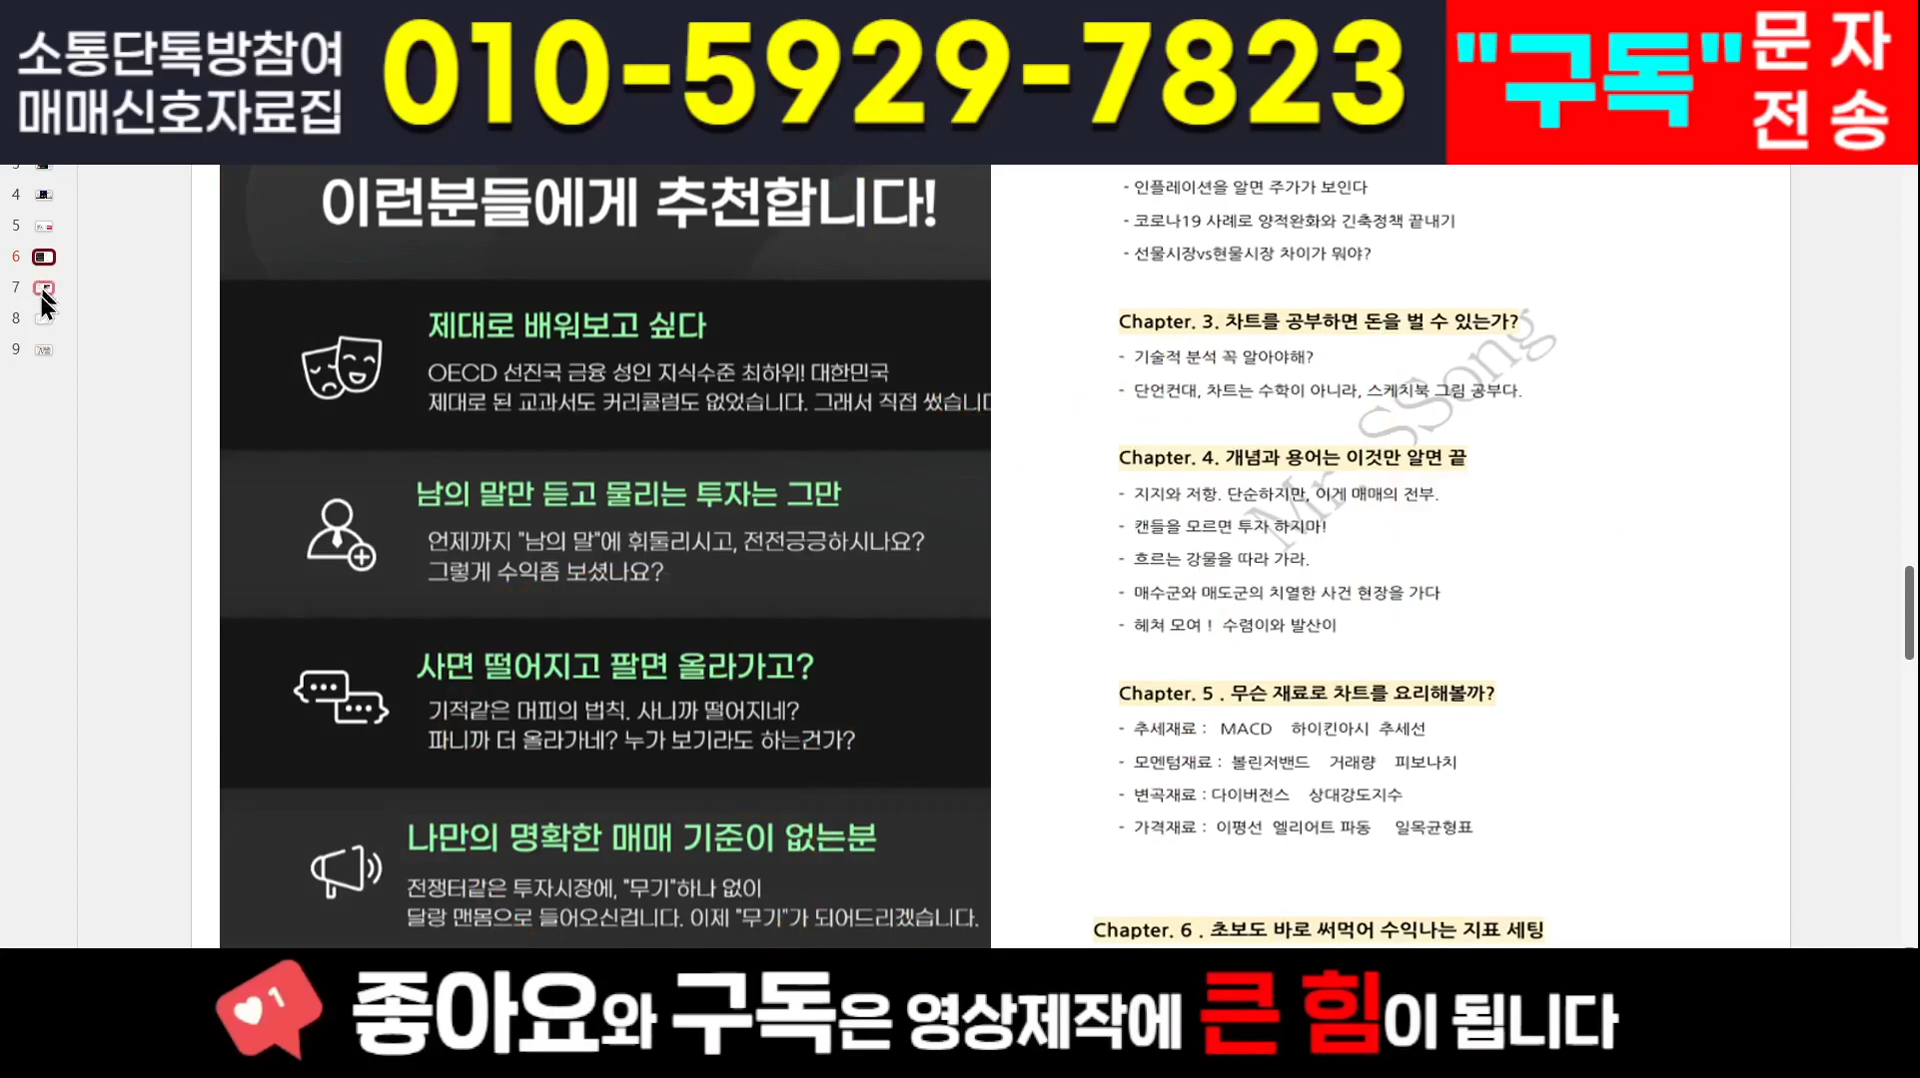 소통단톡방참여
매매신호자료집
010-5929-7823
"구독"
문자
전송
4
5
6
7
8
9
이런분들에게 추천합니다!
제대로 배워보고 싶다
OECD 선진국 금융 성인 지식수준 최하위! 대한민국
제대로 된 교과서도 커리큘럼도 없었습니다. 그래서 직접 썼습니다
남의 말만 듣고 물리는 투자는 그만
언제까지 "남의 말"에 휘둘리시고, 전전긍긍하시나요?
그렇게 수익좀 보셨나요?
사면 떨어지고 팔면 올라가고?
기적같은 머피의 법칙. 사니까 떨어지네?
파니까 더 올라가네? 누가 보기라도 하는건가?
나만의 명확한 매매 기준이 없는분
전쟁터같은 투자시장에, "무기"하나 없이
달랑 맨몸으로 들어오신겁니다. 이제 "무기"가 되어드리겠습니다.
- 인플레이션을 알면 주가가 보인다
- 코로나19 사례로 양적완화와 긴축정책 끝내기
- 선물시장vs현물시장 차이가 뭐야?
Chapter. 3. 차트를 공부하면 돈을 벌 수 있는가?
- 기술적 분석 꼭 알아야해?
- 단언컨대, 차트는 수학이 아니라, 스케치북 그림 공부다.
Chapter. 4. 개념과 용어는 이것만 알면 끝
- 지지와 저항. 단순하지만, 이게 매매의 전부.
- 캔들을 모르면 투자 하지마!
- 흐르는 강물을 따라 가라.
- 매수군와 매도군의 치열한 사건 현장을 가다
- 헤쳐 모여 ! 수렴이와 발산이
Chapter. 5 . 무슨 재료로 차트를 요리해볼까?
- 추세재료 : MACD 하이킨아시 추세선
- 모멘텀재료 : 볼린저밴드 거래량 피보나치
- 변곡재료 : 다이버전스 상대강도지수
- 가격재료 : 이평선 엘리어트 파동 일목균형표
Chapter. 6 . 초보도 바로 써먹어 수익나는 지표 세팅
Mr. SSong
1
좋아요와 구독은 영상제작에 큰 힘이 됩니다